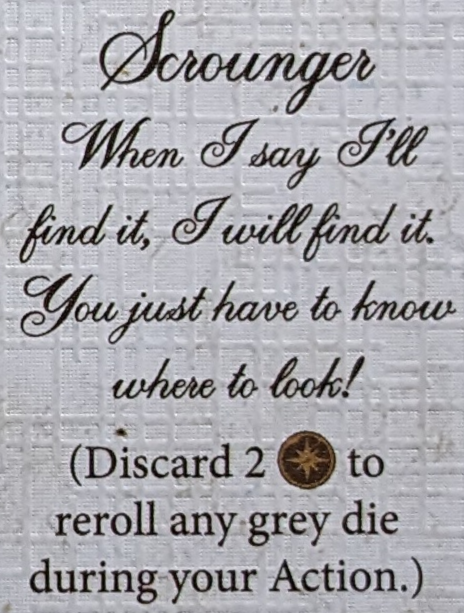 Scrounger
When I say I'll
find it, I will find it.
You just have to know
where to look!
(Discard 2 to
reroll any grey die
during your Action.)